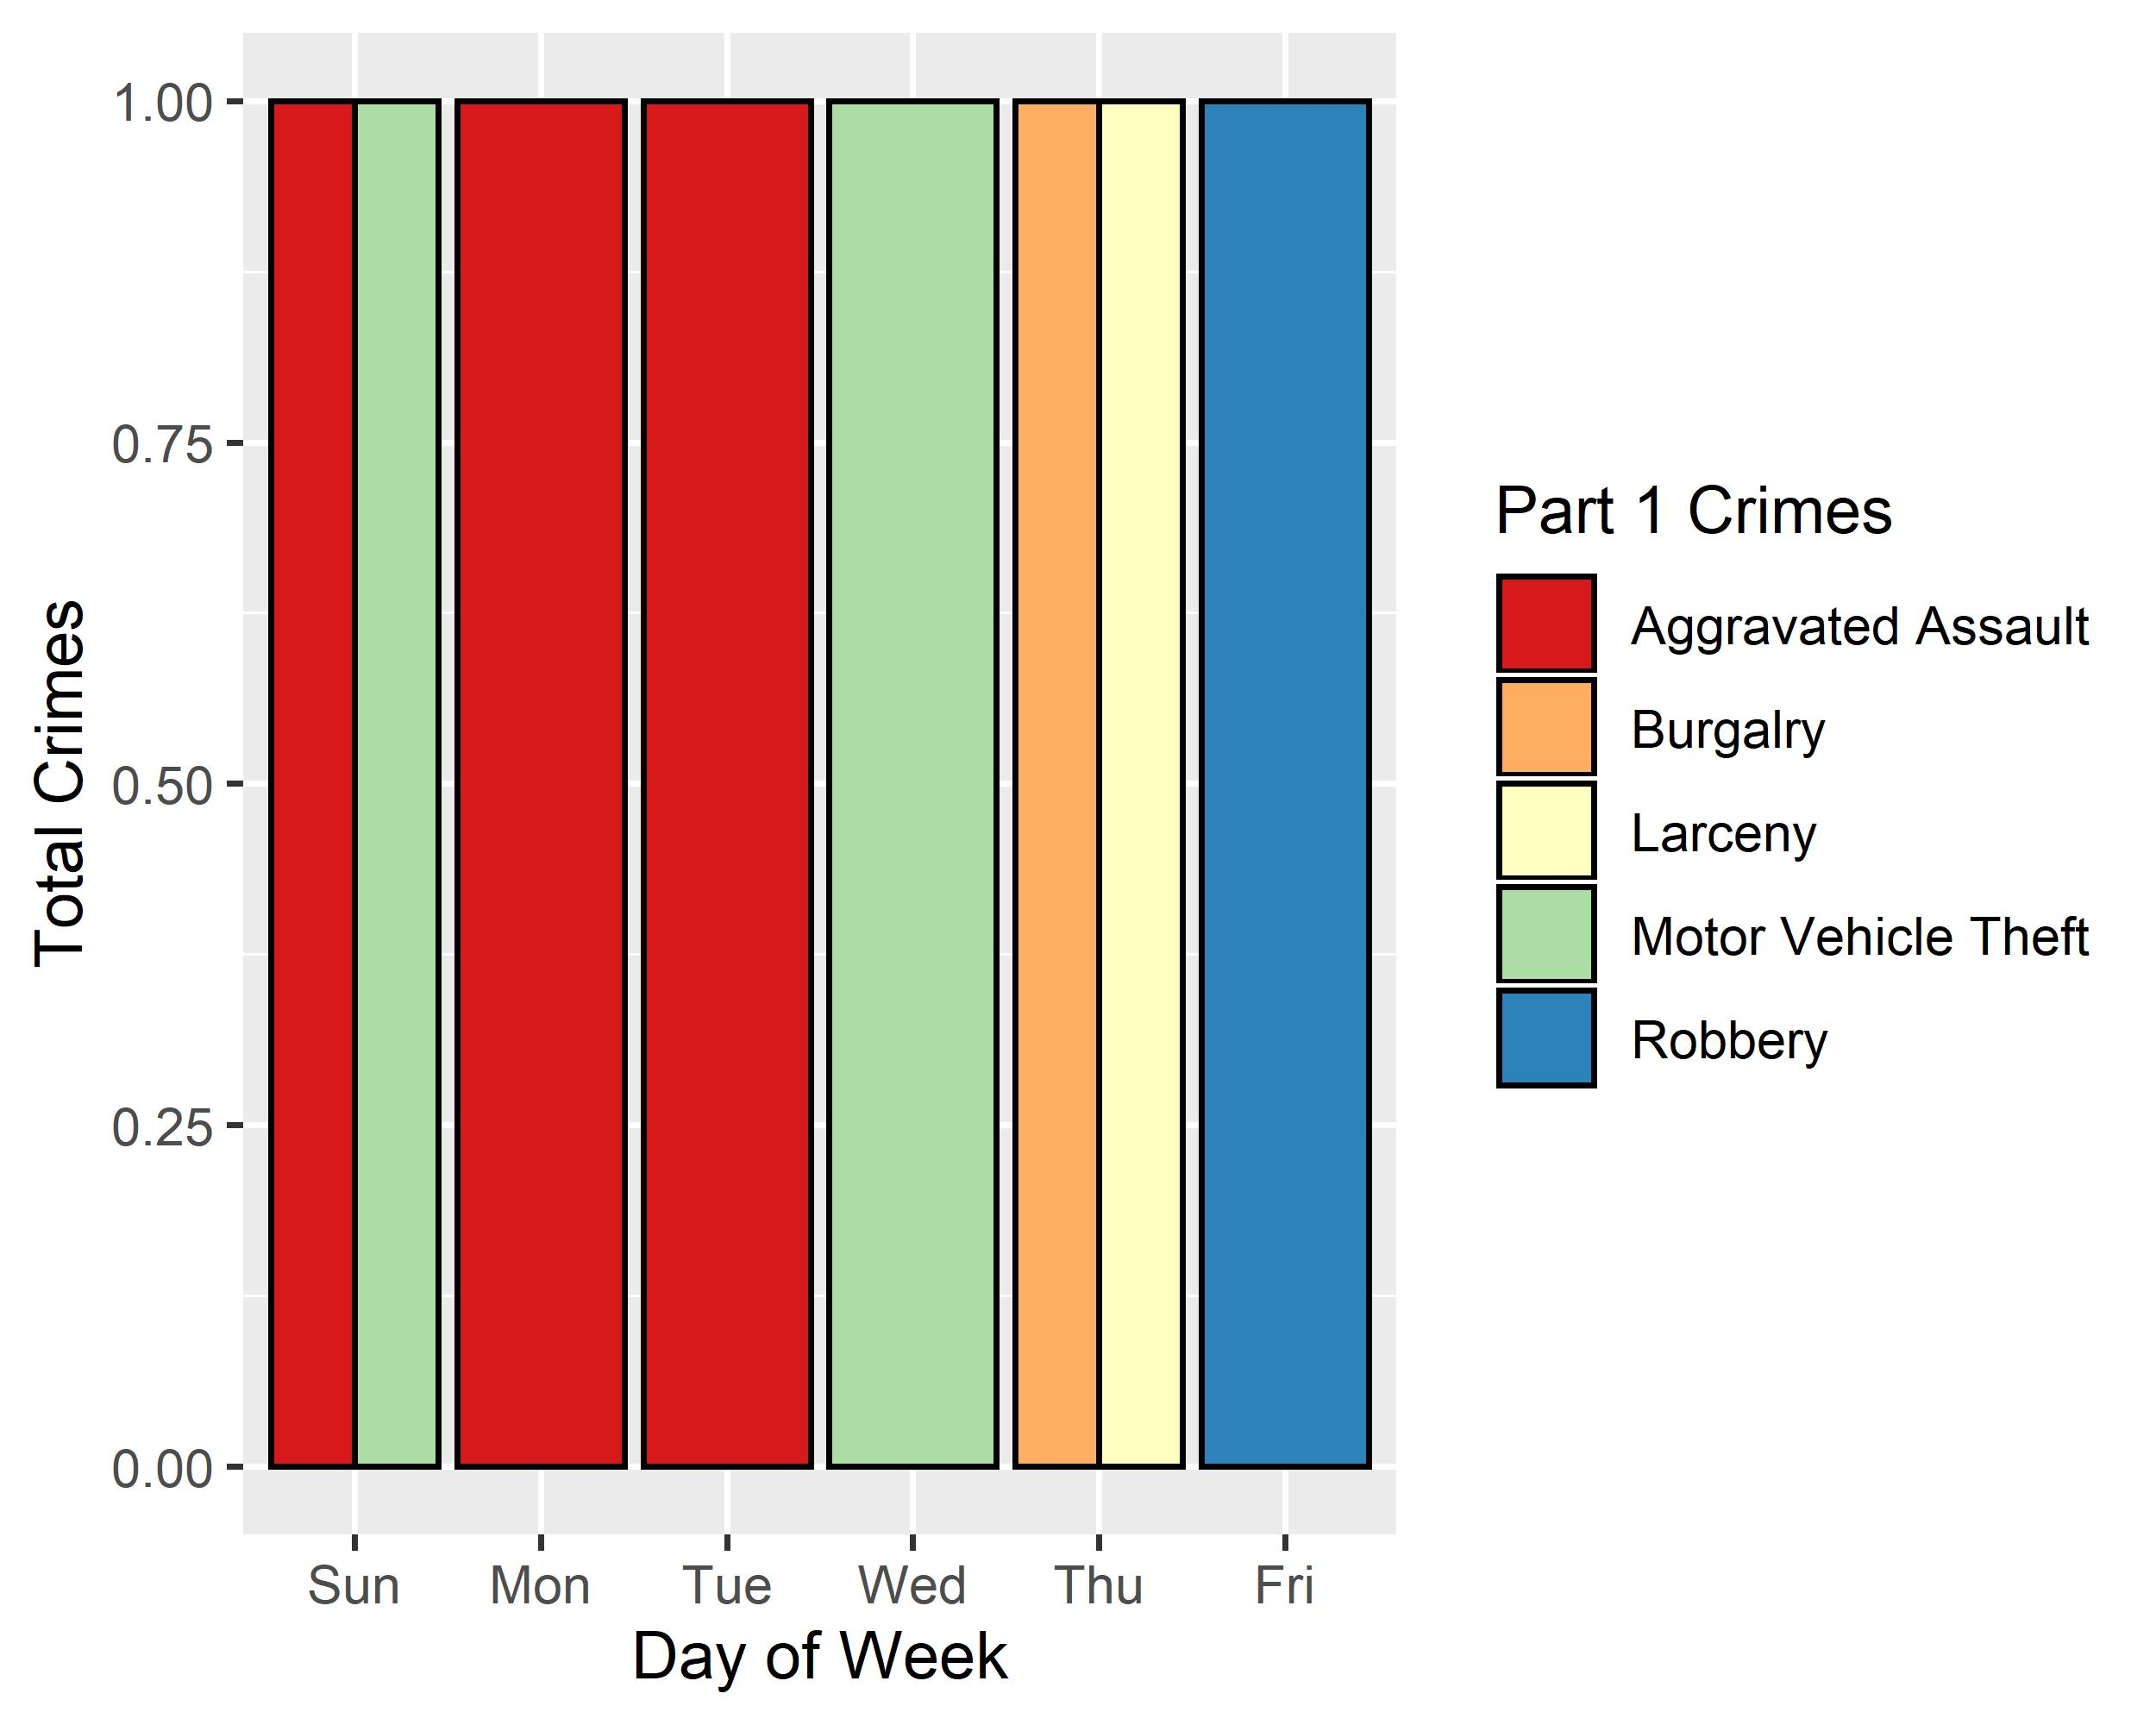 1.00
0.75
0.50
0.25
0.00
Total Crimes
Sun Mon Tue Wed Thu Fri
Day of Week
Part 1 Crimes
Aggravated Assault
Burgalry
Larceny
Motor Vehicle Theft
Robbery